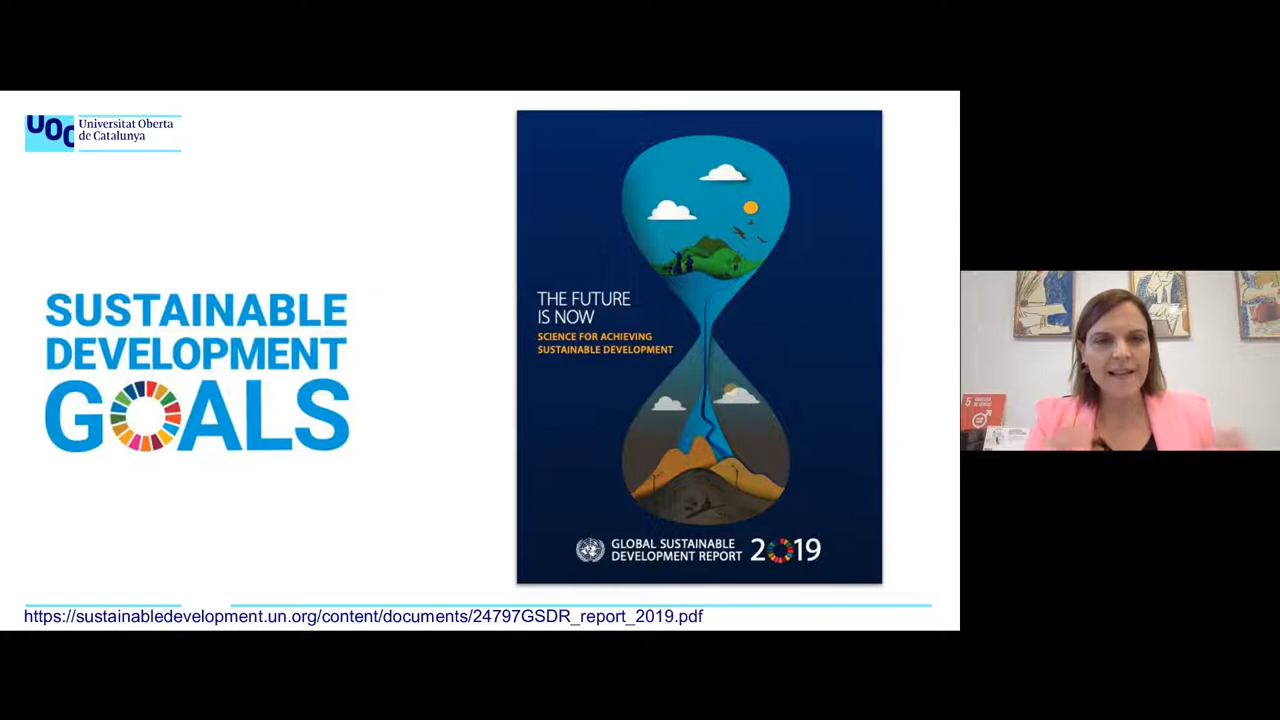 UOC
Universitat Oberta
de Catalunya
SUSTAINABLE
DEVELOPMENT
GOALS
THE FUTURE
IS NOW
SCIENCE FOR ACHIEVING
SUSTAINABLE DEVELOPMENT
GLOBAL SUSTAINABLE
DEVELOPMENT REPORT 2019
https://sustainabledevelopment.un.org/content/documents/24797GSDR_report_2019.pdf
5